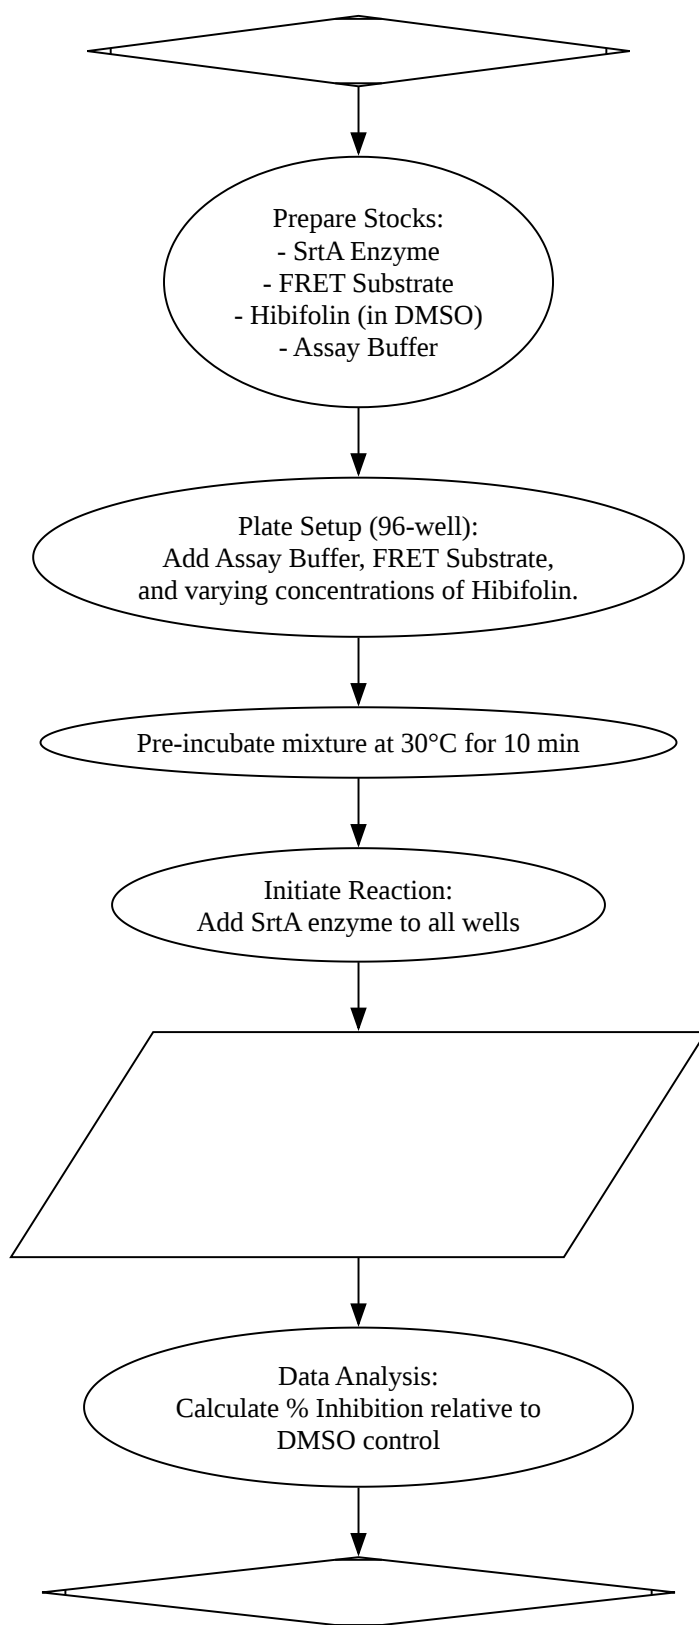 Prepare Stocks:
- SrtA Enzyme
- FRET Substrate
- Hibifolin (in DMSO)
- Assay Buffer
Plate Setup (96-well):
Add Assay Buffer, FRET Substrate,
and varying concentrations of Hibifolin.
Pre-incubate mixture at 30°C for 10 min
Initiate Reaction:
Add SrtA enzyme to all wells
Data Analysis:
Calculate % Inhibition relative to
DMSO control